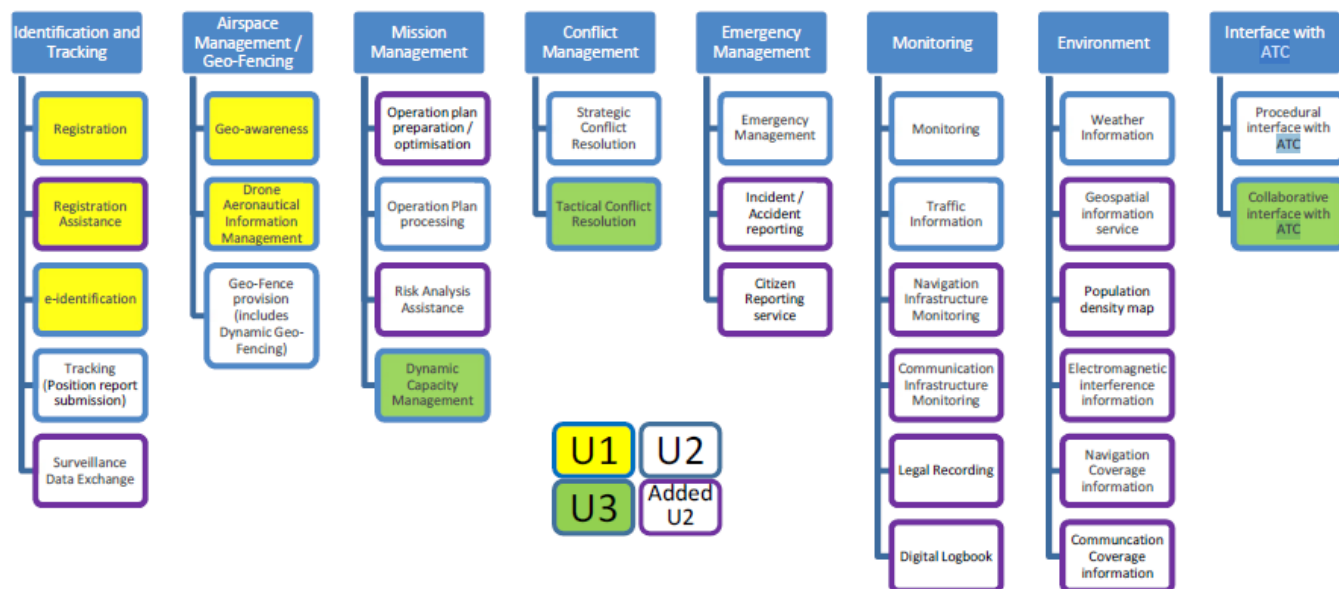 Identification and
Tracking
Registration
Registration
Assistance
e-identification
Tracking
(Position report
submission)
Surveillance
Data Exchange
Airspace
Management /
Geo-Fencing
Geo-awareness
Drone
Aeronautical
Information
Management
Geo-Fence
provision
(includes
Dynamic Geo-
Fencing)
Mission
Management
Operation plan
preparation /
optimisation
Operation Plan
processing
Risk Analysis
Assistance
Dynamic
Capacity
Management
Conflict
Management
Strategic
Conflict
Resolution
Tactical Conflict
Resolution
Emergency
Management
Emergency
Management
Incident /
Accident
reporting
Citizen
Reporting
service
Monitoring
Monitoring
Traffic
Information
Navigation
Infrastructure
Monitoring
Communication
Infrastructure
Monitoring
Legal Recording
Digital Logbook
Environment
Weather
Information
Geospatial
information
service
Population
density map
Electromagnetic
interference
information
Navigation
Coverage
information
Communcation
Coverage
information
Interface with
ATC
Procedural
interface with
ATC
Collaborative
interface with
ATC
U1
U2
U3
Added
U2